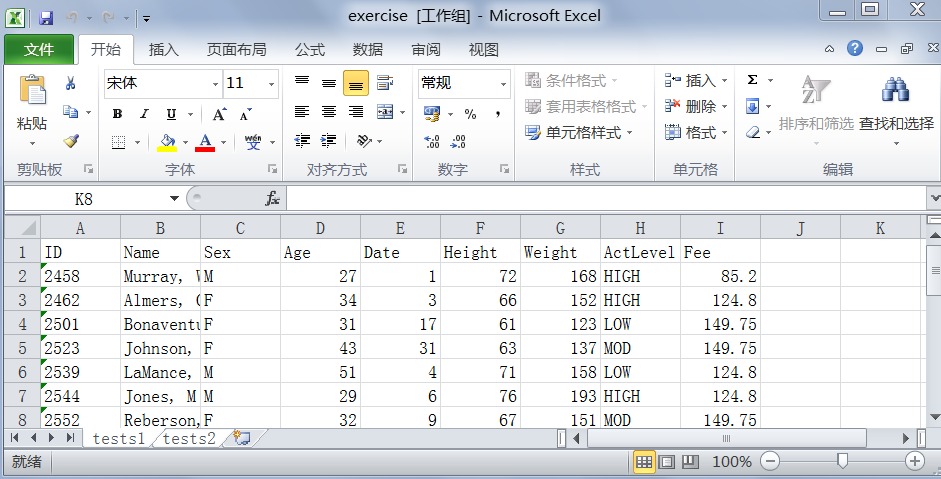 exercise [工作组] - Microsoft Excel
文件 开始 插入 页面布局 公式 数据 审阅 视图
宋体 11 常规 条件格式 插入 Σ
粘贴 B I U A A % , 套用表格格式 删除 排序和筛选 查找和选择
A wén 文 .00 .00 单元格样式 格式
剪贴板 字体 对齐方式 数字 样式 单元格 编辑
K8 fx
A B C D E F G H I J K
1 ID Name Sex Age Date Height Weight ActLevel Fee
2 2458 Murray, M 27 1 72 168 HIGH 85.2
3 2462 Almers, F 34 3 66 152 HIGH 124.8
4 2501 Bonaventu F 31 17 61 123 LOW 149.75
5 2523 Johnson, F 43 31 63 137 MOD 149.75
6 2539 LaMance, M 51 4 71 158 LOW 124.8
7 2544 Jones, M M 29 6 76 193 HIGH 124.8
8 2552 Reberson, F 32 9 67 151 MOD 149.75
tests1 tests2
就绪 100%